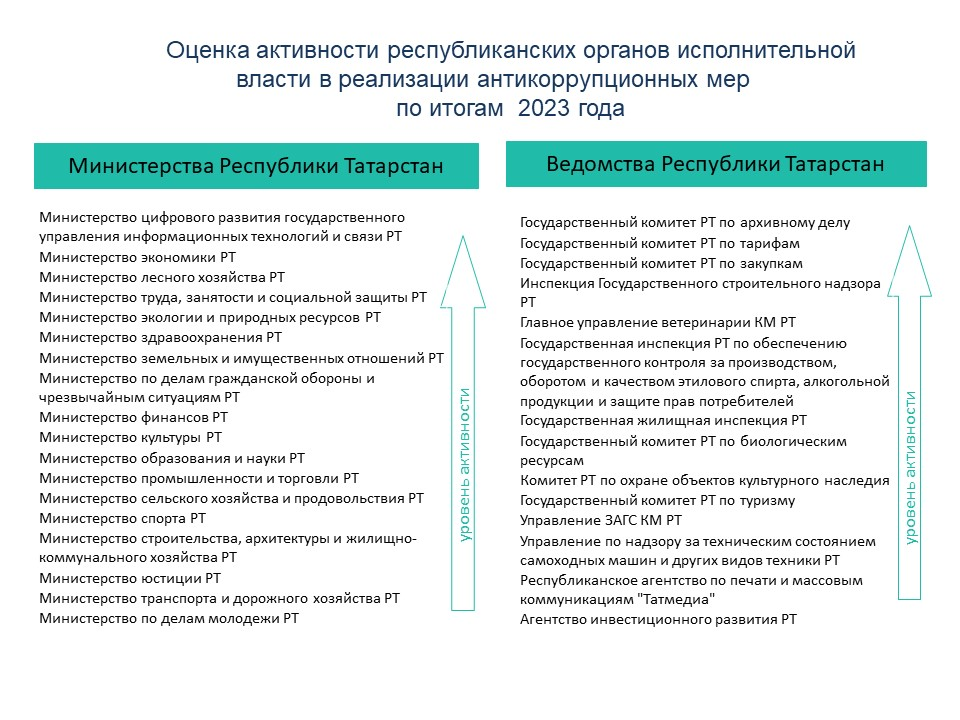 Оценка активности республиканских органов исполнительной
власти в реализации антикоррупционных мер
по итогам 2023 года
Министерства Республики Татарстан
Министерство цифрового развития государственного
управления информационных технологий и связи РТ
Министерство экономики РТ
Министерство лесного хозяйства РТ
Министерство труда, занятости и социальной защиты РТ
Министерство экологии и природных ресурсов РТ
Министерство здравоохранения РТ
Министерство земельных и имущественных отношений РТ
Министерство по делам гражданской обороны и
чрезвычайным ситуациям РТ
Министерство финансов РТ
Министерство культуры РТ
Министерство образования и науки РТ
Министерство промышленности и торговли РТ
Министерство сельского хозяйства и продовольствия РТ
Министерство спорта РТ
Министерство строительства, архитектуры и жилищно-
коммунального хозяйства РТ
Министерство юстиции РТ
Министерство транспорта и дорожного хозяйства РТ
Министерство по делам молодежи РТ
уровень активности
Ведомства Республики Татарстан
Государственный комитет РТ по архивному делу
Государственный комитет РТ по тарифам
Государственный комитет РТ по закупкам
Инспекция Государственного строительного надзора
РТ
Главное управление ветеринарии КМ РТ
Государственная инспекция РТ по обеспечению
государственного контроля за производством,
оборотом и качеством этилового спирта, алкогольной
продукции и защите прав потребителей
Государственная жилищная инспекция РТ
Государственный комитет РТ по биологическим
ресурсам
Комитет РТ по охране объектов культурного наследия
Государственный комитет РТ по туризму
Управление ЗАГС КМ РТ
Управление по надзору за техническим состоянием
самоходных машин и других видов техники РТ
Республиканское агентство по печати и массовым
коммуникациям "Татмедиа"
Агентство инвестиционного развития РТ
уровень активности